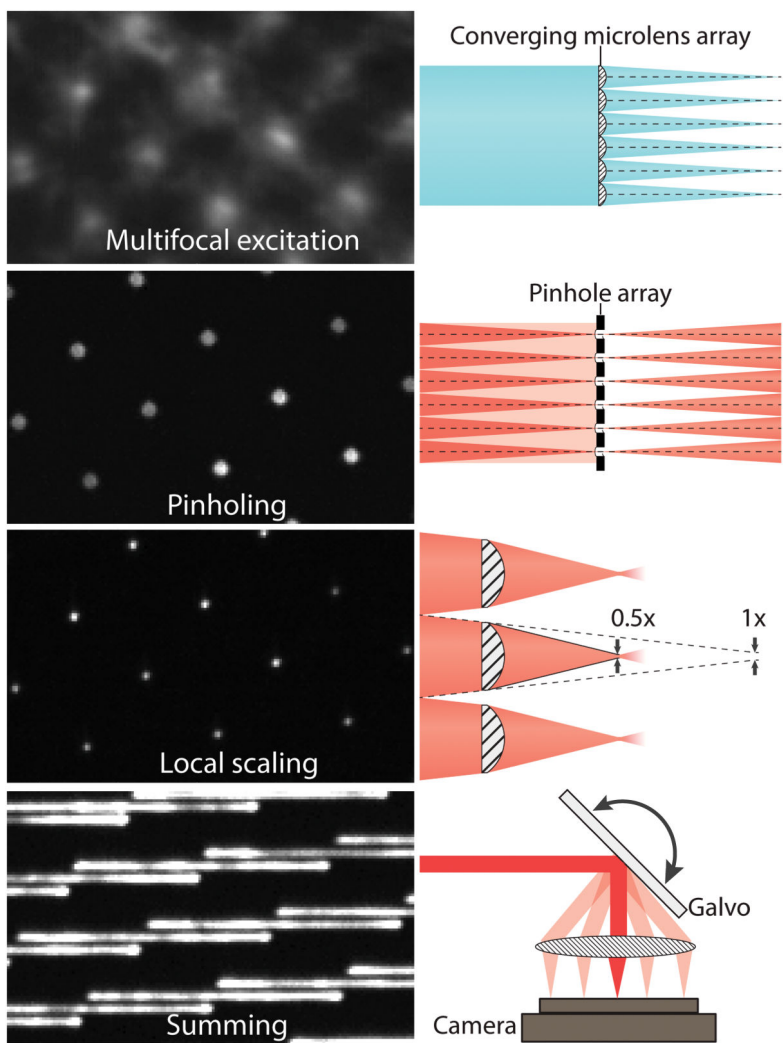 Multifocal excitation
Converging microlens array
Pinholing
Pinhole array
Local scaling
0.5x
1x
Summing
Galvo
Camera